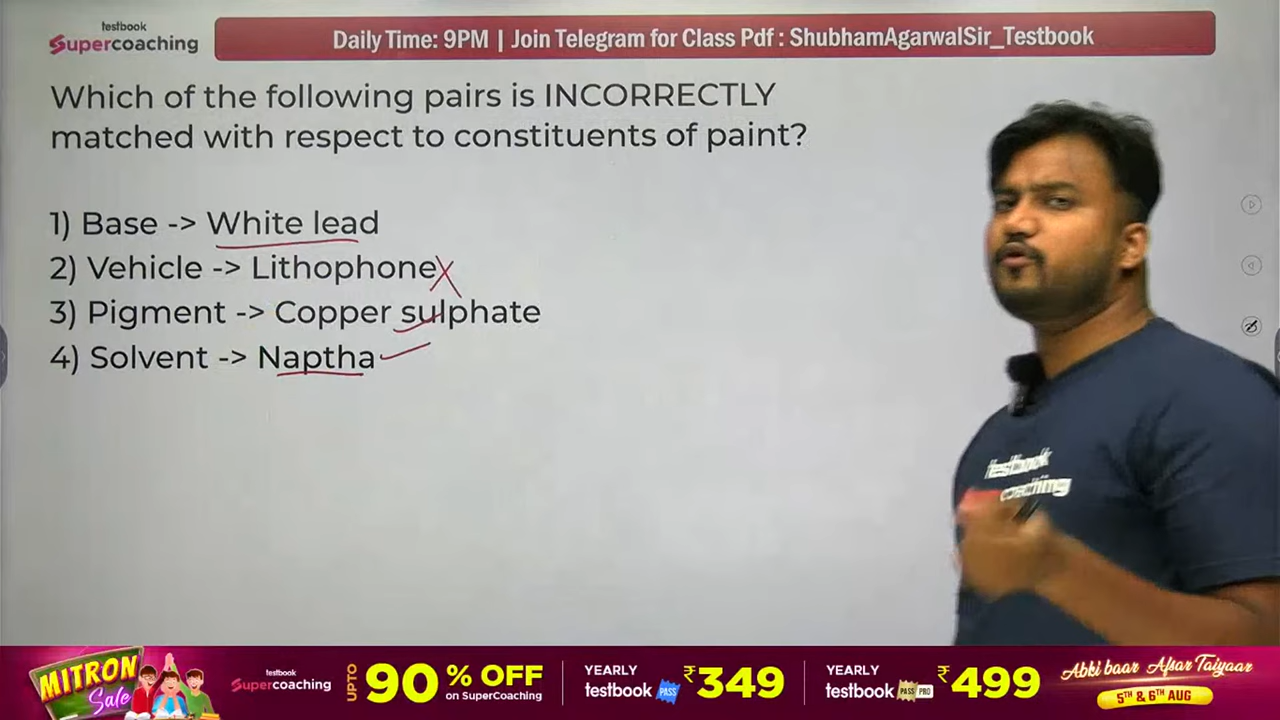 testbook
Supercoaching
Daily Time: 9PM | Join Telegram for Class Pdf : ShubhamAgarwalSir_Testbook
Which of the following pairs is INCORRECTLY
matched with respect to constituents of paint?
1) Base -> White lead
2) Vehicle -> Lithophone
3) Pigment -> Copper sulphate
4) Solvent -> Naptha
testbook
coaching
MITRON
Sale
testbook
Supercoaching
UPTO 90 % OFF
on SuperCoaching
YEARLY
testbook PASS
₹349
YEARLY
testbook PASS PRO
₹499
Abki baar Afsar Taiyaar
5TH & 6TH AUG